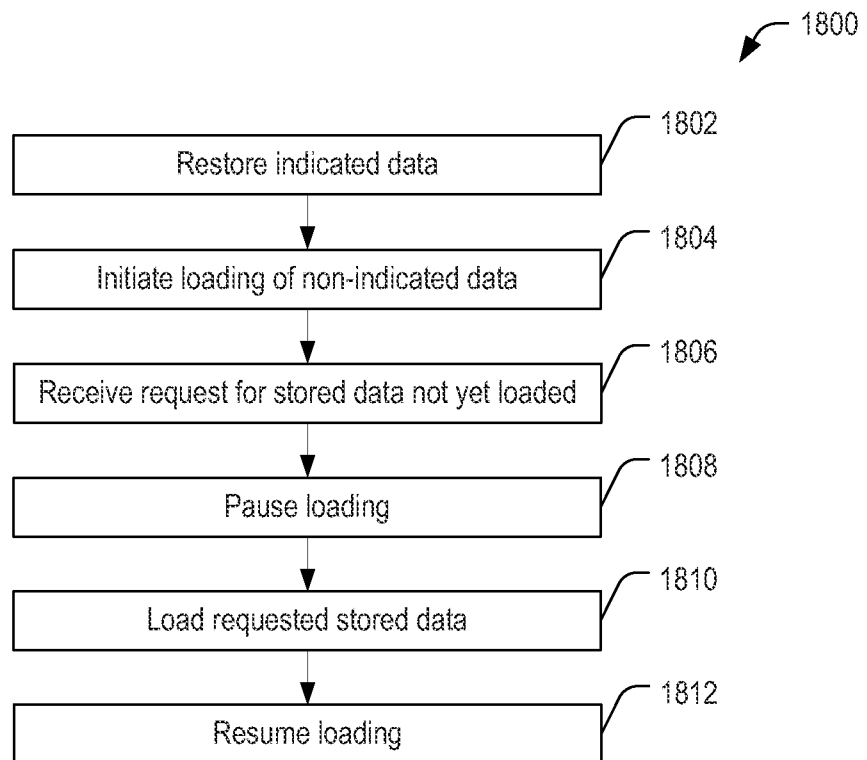 1800
1802
Restore indicated data
1804
Initiate loading of non-indicated data
1806
Receive request for stored data not yet loaded
1808
Pause loading
1810
Load requested stored data
1812
Resume loading